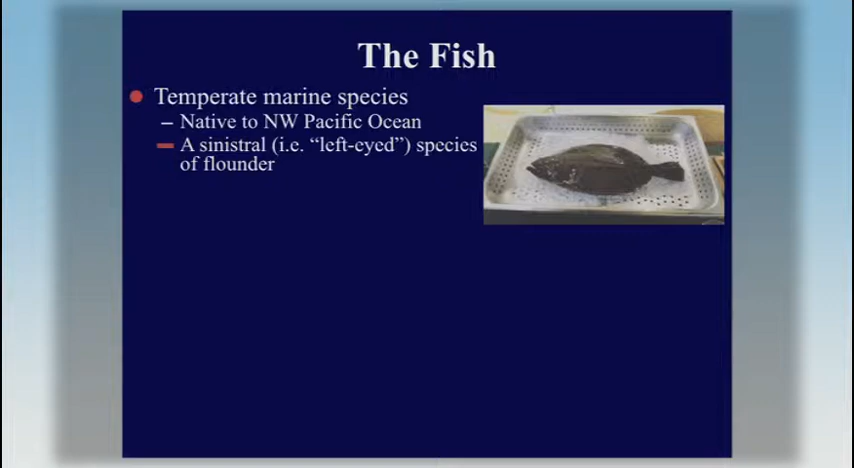 The Fish
Temperate marine species
– Native to NW Pacific Ocean
A sinistral (i.e. “left-eyed”) species
of flounder